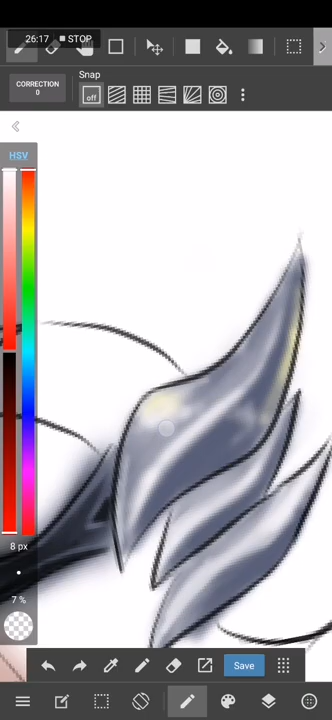 26:17 STOP
CORRECTION
0
Snap
off
HSV
8 px
7 %
Save